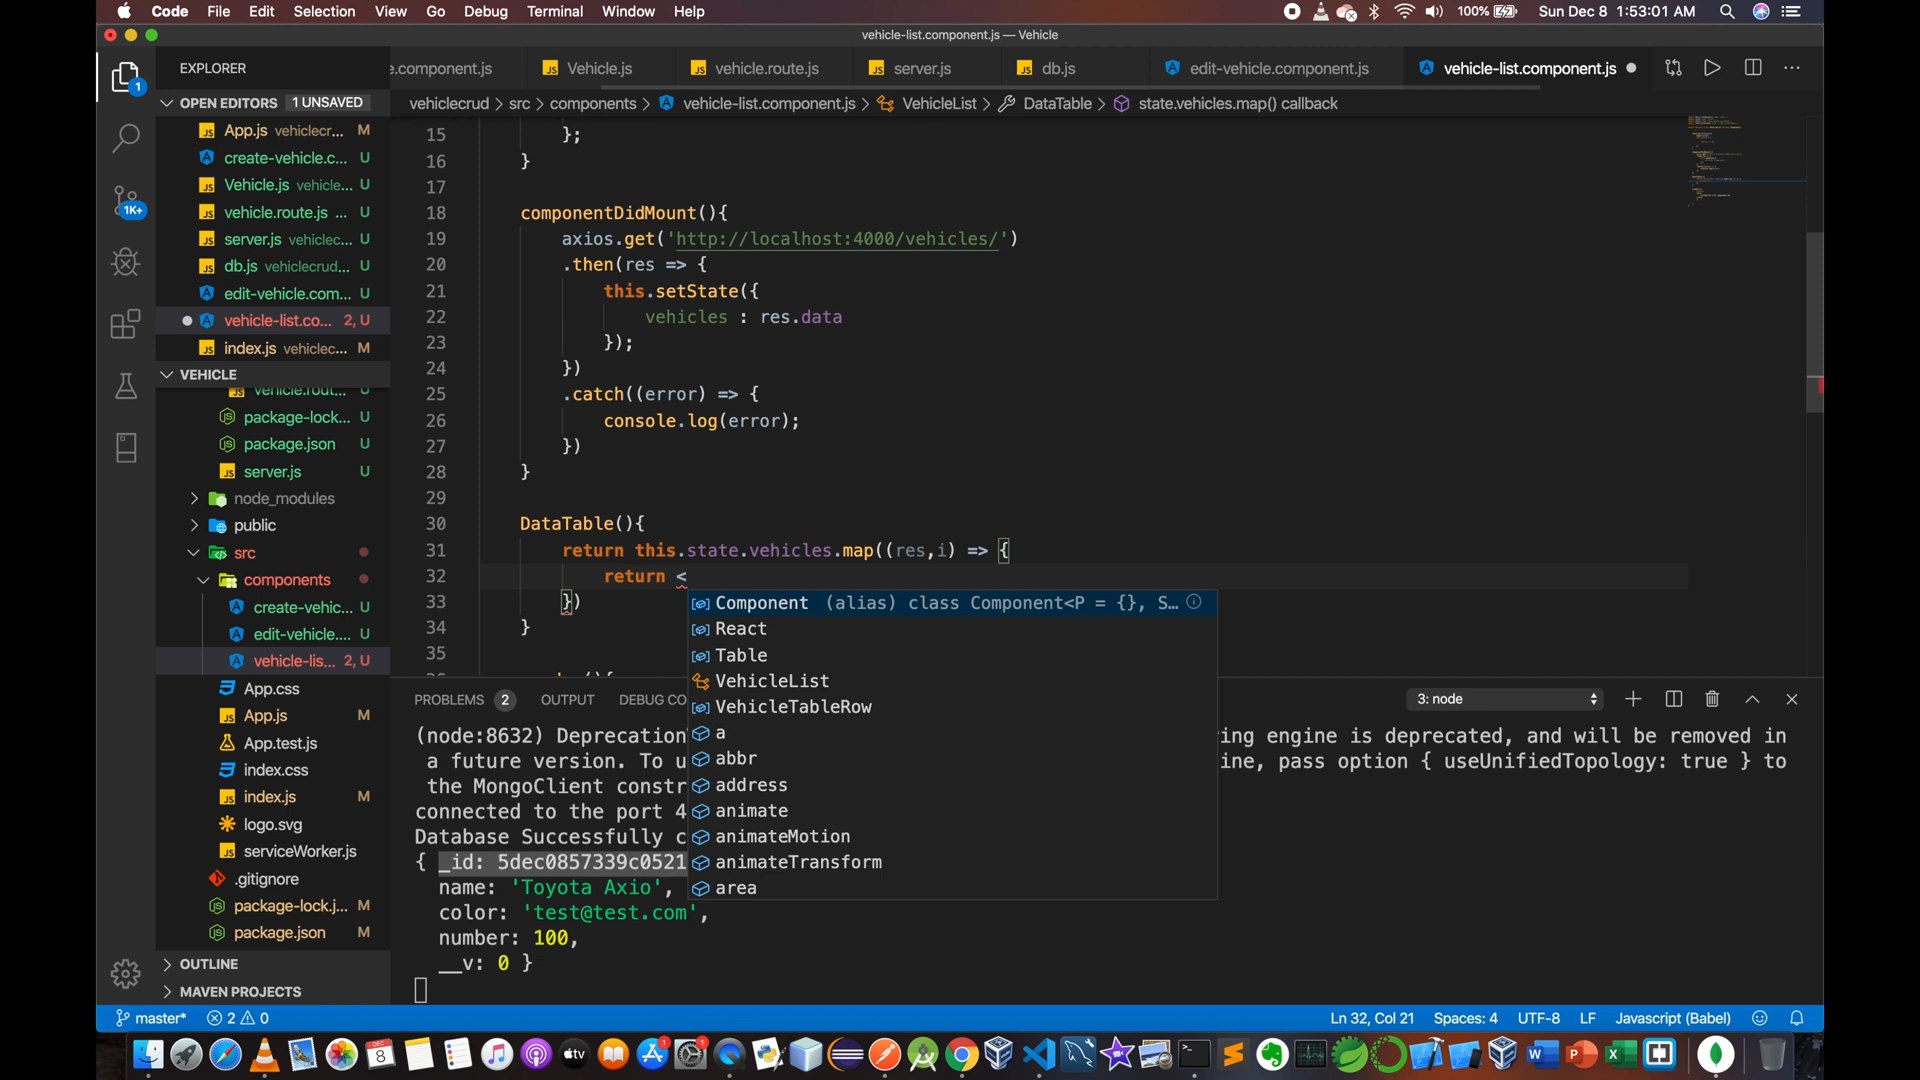 Code File Edit Selection View Go Debug Terminal Window Help 100% Sun Dec 8 1:53:01 AM
vehicle-list.component.js — Vehicle
EXPLORER
e.component.js Vehicle.js vehicle.route.js server.js db.js edit-vehicle.component.js vehicle-list.component.js
OPEN EDITORS 1 UNSAVED
vehiclecrud > src > components > vehicle-list.component.js > VehicleList > DataTable > state.vehicles.map() callback
App.js vehiclecr... M
create-vehicle.c... U
Vehicle.js vehicle... U
vehicle.route.js ... U
server.js vehiclec... U
db.js vehiclecrud... U
edit-vehicle.com... U
vehicle-list.co... 2, U
index.js vehiclec... M
VEHICLE
vehicle.rout... U
package-lock... U
package.json U
server.js U
node_modules
public
src
components
create-vehic... U
edit-vehicle.... U
vehicle-lis... 2, U
App.css
App.js M
App.test.js
index.css
index.js M
logo.svg
serviceWorker.js
.gitignore
package-lock.j... M
package.json M
OUTLINE
MAVEN PROJECTS
1
1K+
15 };
16 }
17
18 componentDidMount(){
19 axios.get('http://localhost:4000/vehicles/')
20 .then(res => {
21 this.setState({
22 vehicles : res.data
23 });
24 })
25 .catch((error) => {
26 console.log(error);
27 })
28 }
29
30 DataTable(){
31 return this.state.vehicles.map((res,i) => {
32 return <
33 })
34 }
35
Component (alias) class Component<P = {}, S...
React
Table
VehicleList
VehicleTableRow
a
abbr
address
animate
animateMotion
animateTransform
area
PROBLEMS 2 OUTPUT DEBUG CO 3: node
(node:8632) Deprecation ing engine is deprecated, and will be removed in
a future version. To u ine, pass option { useUnifiedTopology: true } to
the MongoClient constr
connected to the port 4
Database Successfully c
{ _id: 5dec0857339c0521
name: 'Toyota Axio',
color: 'test@test.com',
number: 100,
__v: 0 }
master* 2 0 Ln 32, Col 21 Spaces: 4 UTF-8 LF Javascript (Babel)